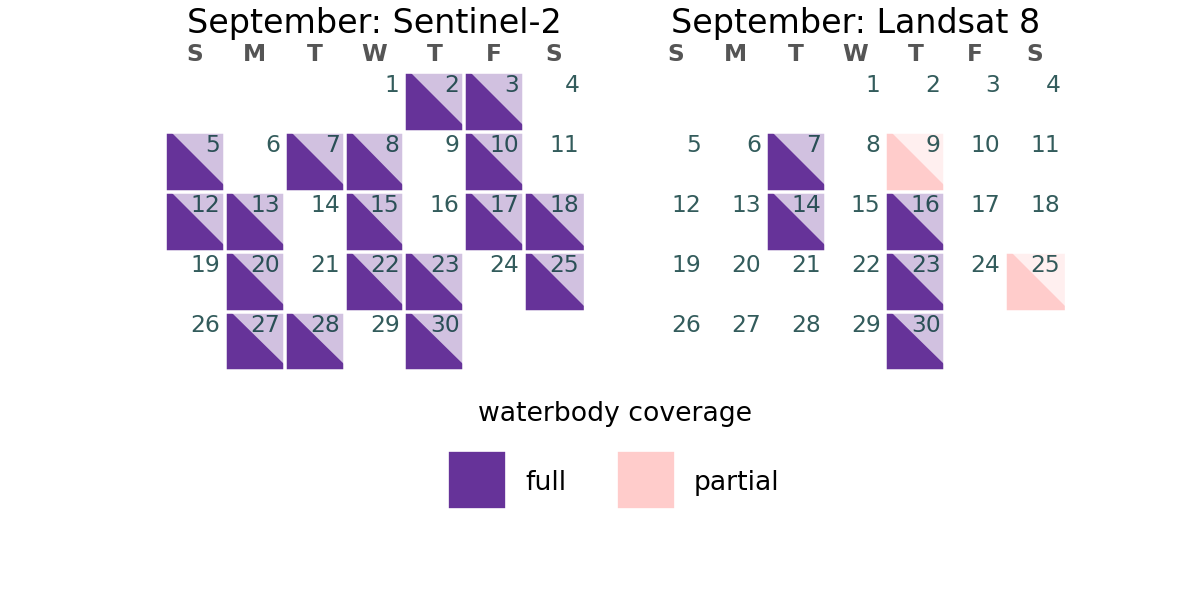 September: Sentinel-2
S M T W T F S
1 2 3 4
5 6 7 8 9 10 11
12 13 14 15 16 17 18
19 20 21 22 23 24 25
26 27 28 29 30
September: Landsat 8
S M T W T F S
1 2 3 4
5 6 7 8 9 10 11
12 13 14 15 16 17 18
19 20 21 22 23 24 25
26 27 28 29 30
waterbody coverage
full partial